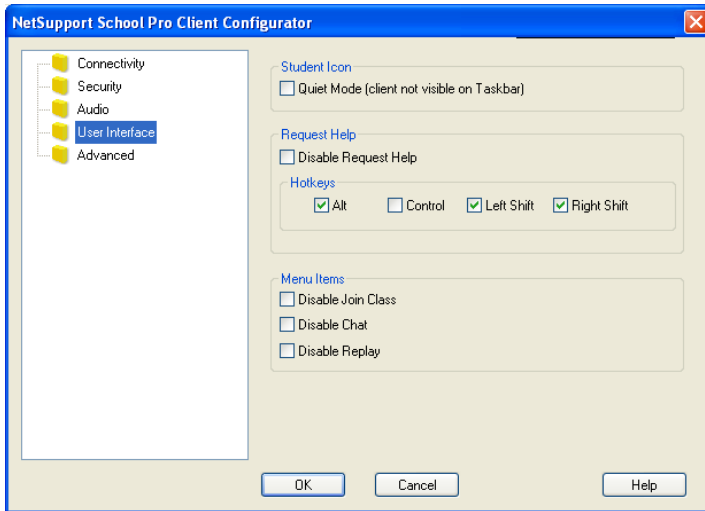 NetSupport School Pro Client Configurator
Connectivity
Security
Audio
User Interface
Advanced
Student Icon
Quiet Mode (client not visible on Taskbar)
Request Help
Disable Request Help
Hotkeys
Alt Control Left Shift Right Shift
Menu Items
Disable Join Class
Disable Chat
Disable Replay
OK Cancel Help